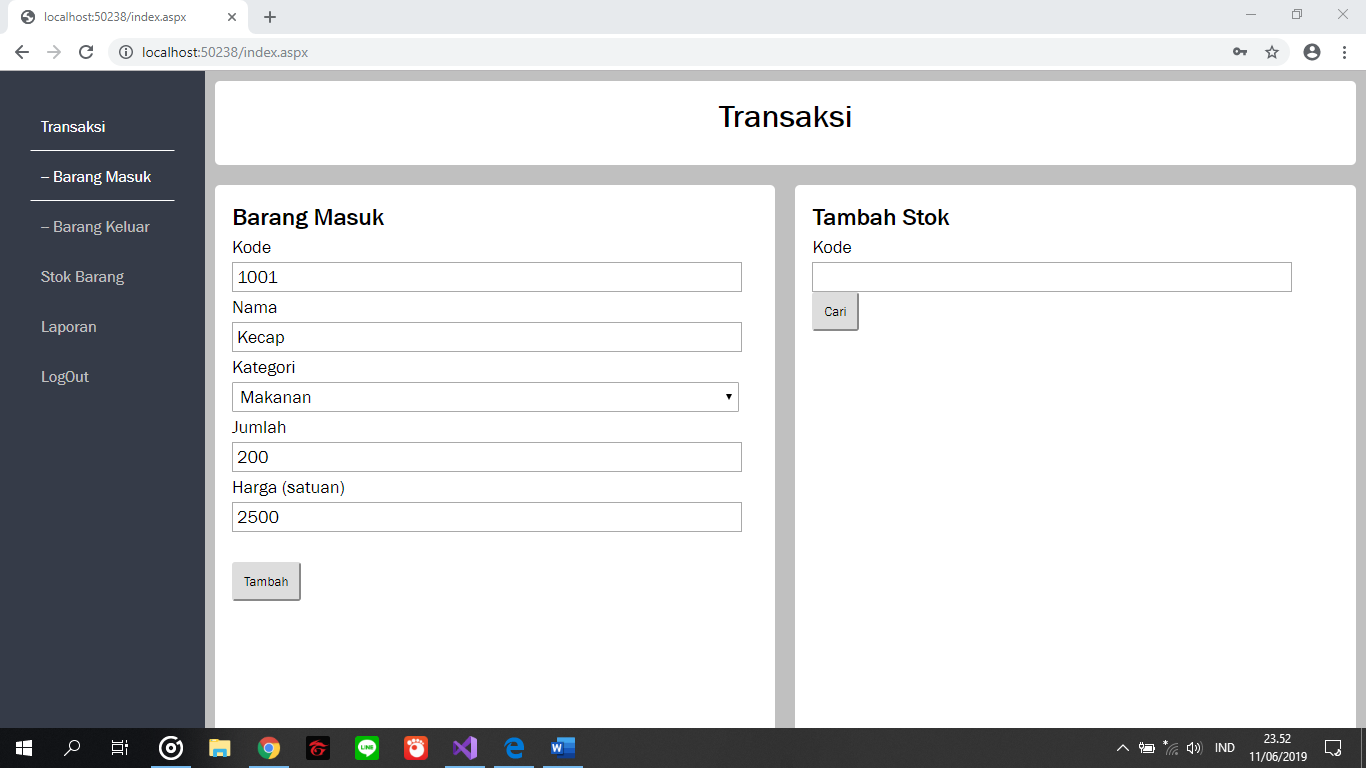 localhost:50238/index.aspx
localhost:50238/index.aspx
Transaksi
– Barang Masuk
– Barang Keluar
Stok Barang
Laporan
LogOut
Transaksi
Barang Masuk
Kode
1001
Nama
Kecap
Kategori
Makanan
Jumlah
200
Harga (satuan)
2500
Tambah
Tambah Stok
Kode
Cari
LINE
IND
23.52
11/06/2019